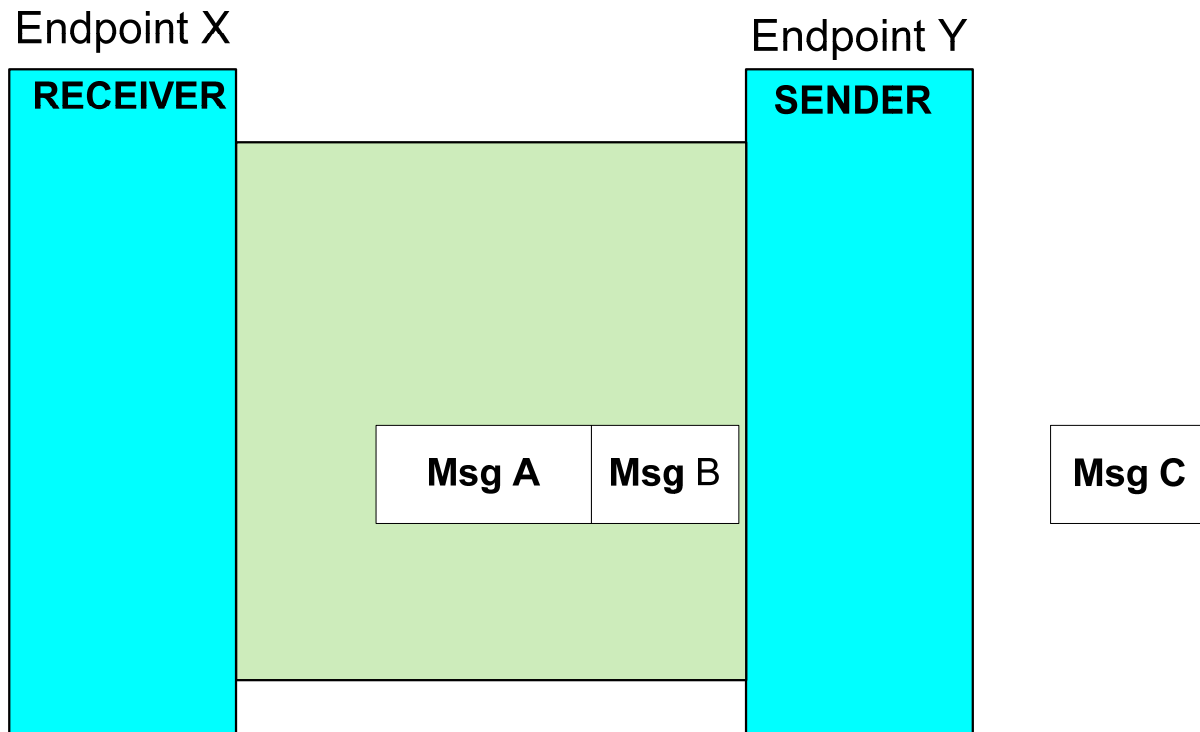 Endpoint X
Endpoint Y
RECEIVER
SENDER
Msg A
Msg B
Msg C